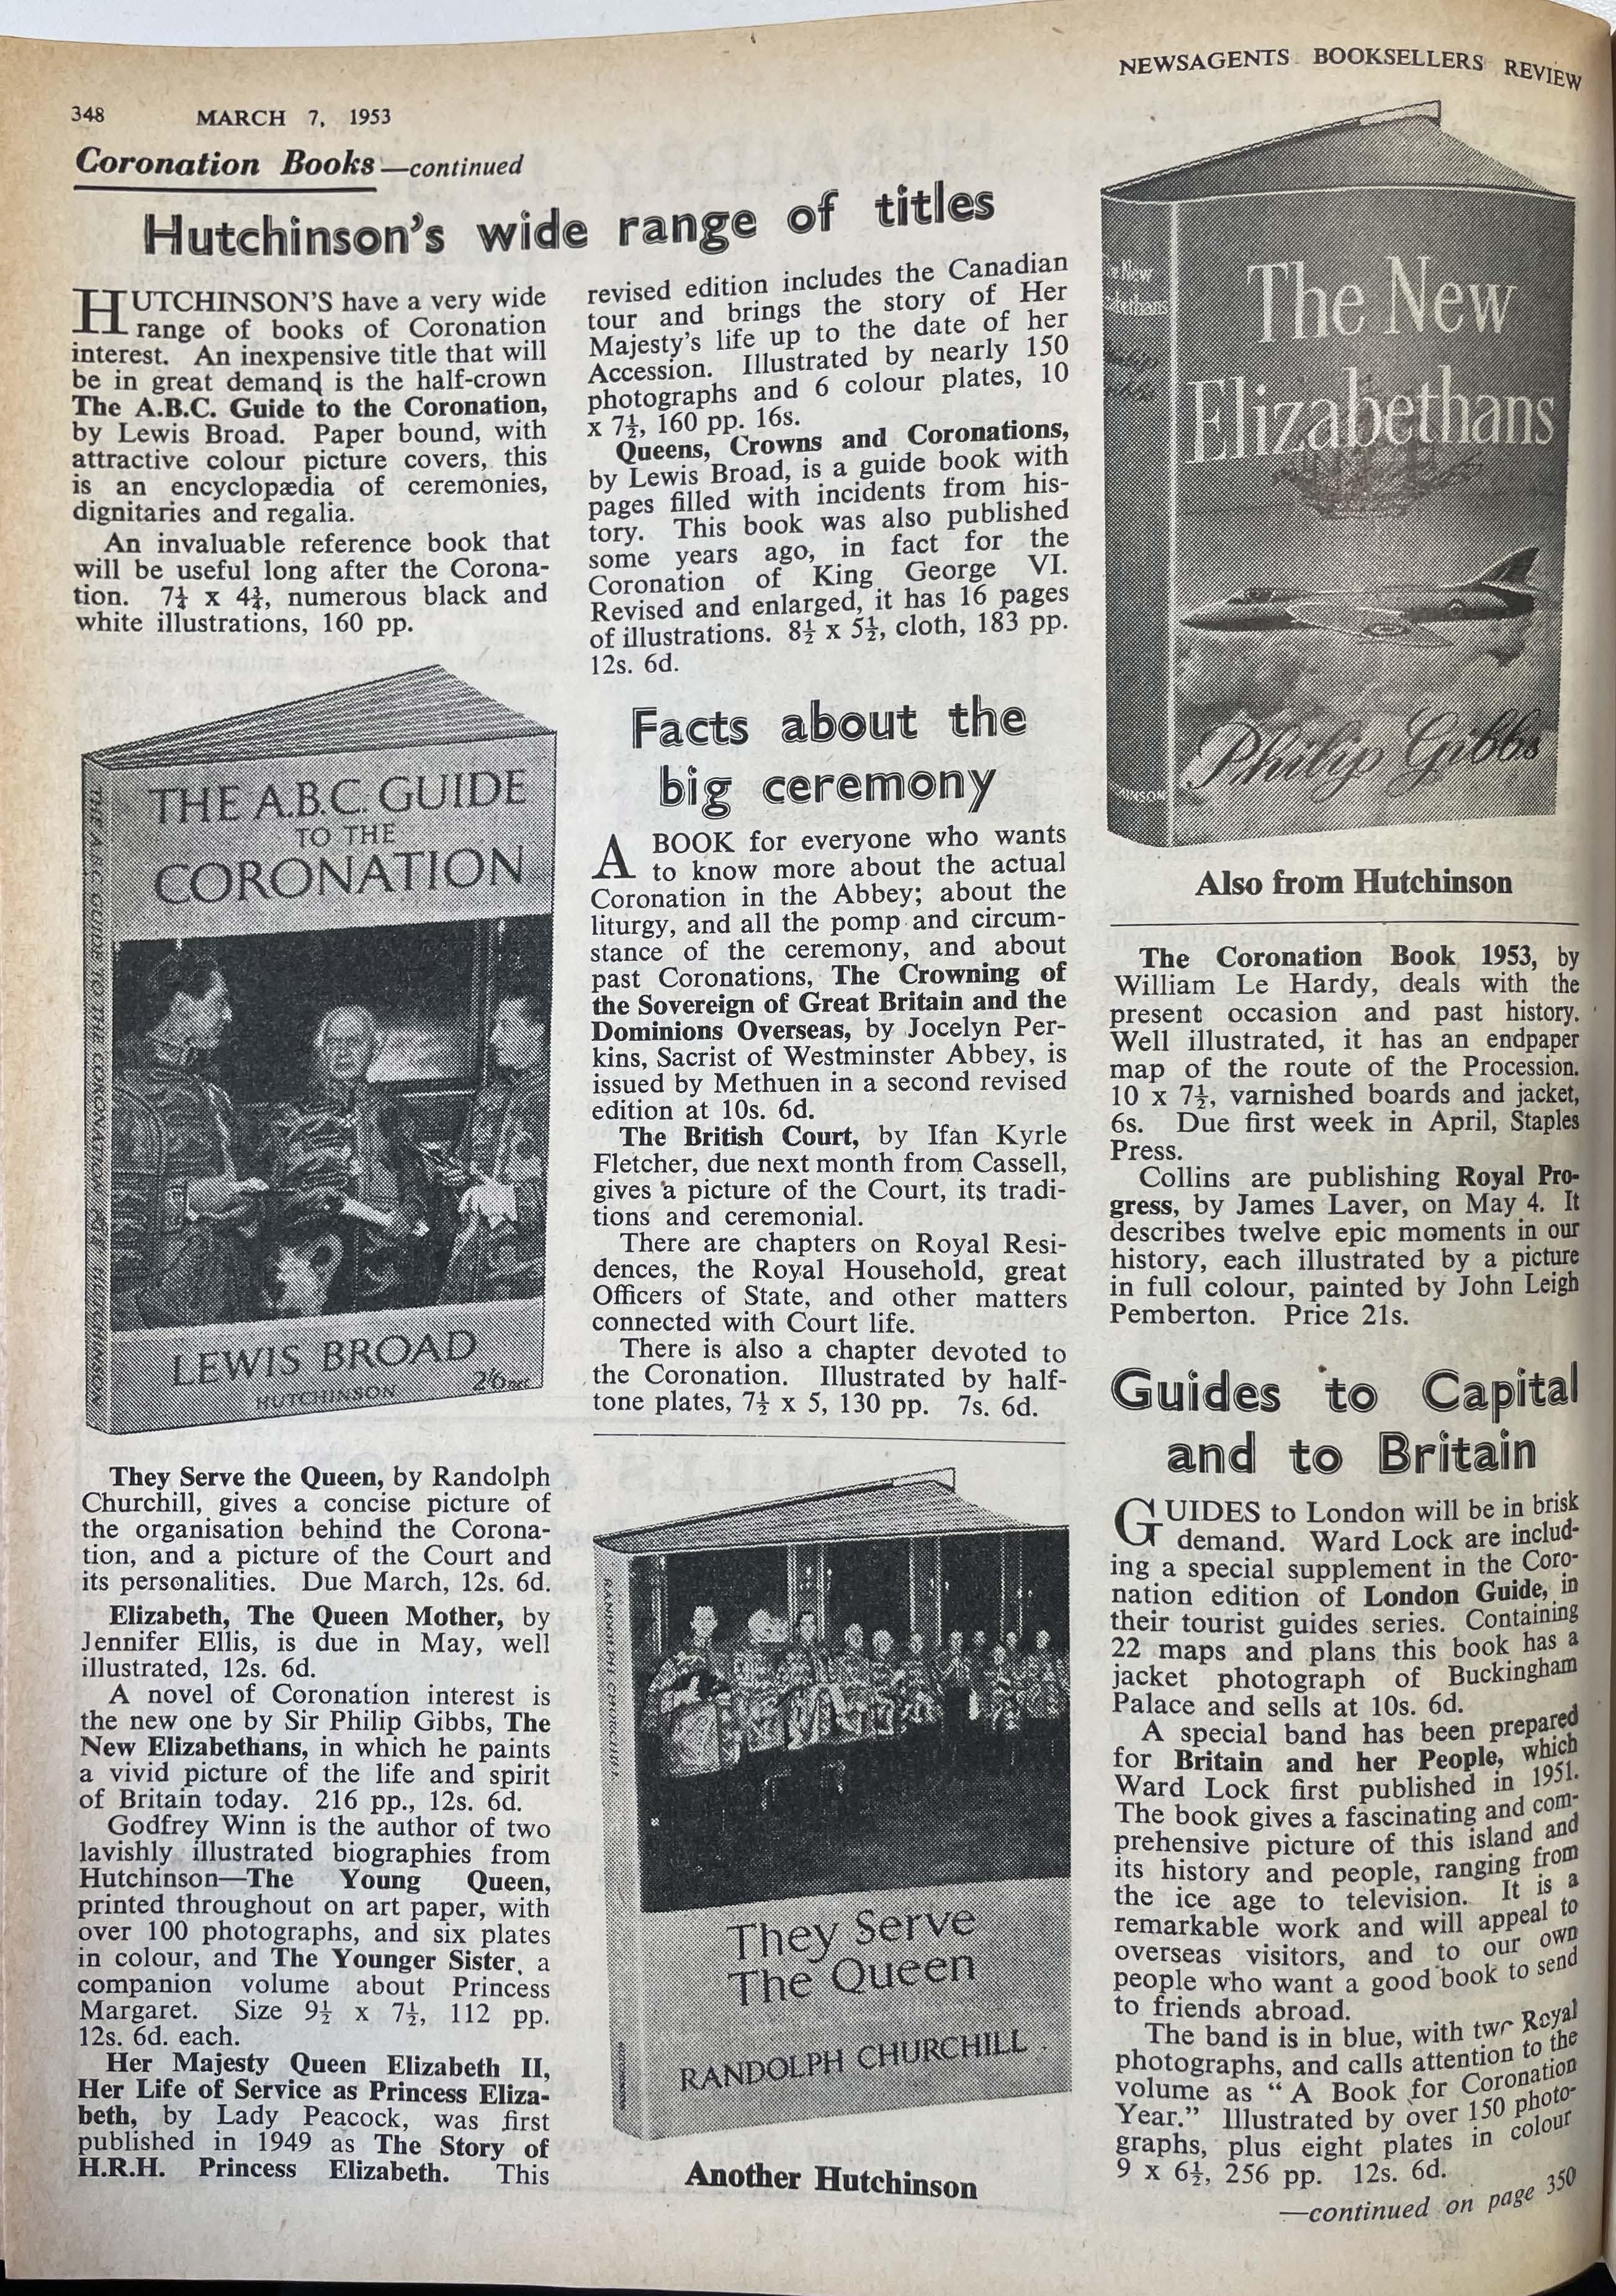 NEWSAGENTS BOOKSELLERS REVIEW
348 MARCH 7, 1953
Coronation Books—continued
Hutchinson's wide range of titles
HUTCHINSON'S have a very wide
range of books of Coronation
interest. An inexpensive title that will
be in great demand is the half-crown
The A.B.C. Guide to the Coronation,
by Lewis Broad. Paper bound, with
attractive colour picture covers, this
is an encyclopædia of ceremonies,
dignitaries and regalia.
An invaluable reference book that
will be useful long after the Corona-
tion. 7¼ x 4¾, numerous black and
white illustrations, 160 pp.
THE A.B.C. GUIDE TO THE CORONATION
HUTCHINSON
THE A.B.C. GUIDE
TO THE
CORONATION
LEWIS BROAD
HUTCHINSON
2/6 net
They Serve the Queen, by Randolph
Churchill, gives a concise picture of
the organisation behind the Corona-
tion, and a picture of the Court and
its personalities. Due March, 12s. 6d.
Elizabeth, The Queen Mother, by
Jennifer Ellis, is due in May, well
illustrated, 12s. 6d.
A novel of Coronation interest is
the new one by Sir Philip Gibbs, The
New Elizabethans, in which he paints
a vivid picture of the life and spirit
of Britain today. 216 pp., 12s. 6d.
Godfrey Winn is the author of two
lavishly illustrated biographies from
Hutchinson—The Young Queen,
printed throughout on art paper, with
over 100 photographs, and six plates
in colour, and The Younger Sister, a
companion volume about Princess
Margaret. Size 9½ x 7½, 112 pp.
12s. 6d. each.
Her Majesty Queen Elizabeth II,
Her Life of Service as Princess Eliza-
beth, by Lady Peacock, was first
published in 1949 as The Story of
H.R.H. Princess Elizabeth. This
revised edition includes the Canadian
tour and brings the story of Her
Majesty's life up to the date of her
Accession. Illustrated by nearly 150
photographs and 6 colour plates, 10
x 7½, 160 pp. 16s.
Queens, Crowns and Coronations,
by Lewis Broad, is a guide book with
pages filled with incidents from his-
tory. This book was also published
some years ago, in fact for the
Coronation of King George VI.
Revised and enlarged, it has 16 pages
of illustrations. 8½ x 5½, cloth, 183 pp.
12s. 6d.
Facts about the
big ceremony
A BOOK for everyone who wants
to know more about the actual
Coronation in the Abbey; about the
liturgy, and all the pomp and circum-
stance of the ceremony, and about
past Coronations, The Crowning of
the Sovereign of Great Britain and the
Dominions Overseas, by Jocelyn Per-
kins, Sacrist of Westminster Abbey, is
issued by Methuen in a second revised
edition at 10s. 6d.
The British Court, by Ifan Kyrle
Fletcher, due next month from Cassell,
gives a picture of the Court, its tradi-
tions and ceremonial.
There are chapters on Royal Resi-
dences, the Royal Household, great
Officers of State, and other matters
connected with Court life.
There is also a chapter devoted to
the Coronation. Illustrated by half-
tone plates, 7½ x 5, 130 pp. 7s. 6d.
RANDOLPH CHURCHILL
They Serve
The Queen
RANDOLPH CHURCHILL
Another Hutchinson
The New
Elizabethans
Philip Gibbs
Also from Hutchinson
The Coronation Book 1953, by
William Le Hardy, deals with the
present occasion and past history.
Well illustrated, it has an endpaper
map of the route of the Procession.
10 x 7½, varnished boards and jacket,
6s. Due first week in April, Staples
Press.
Collins are publishing Royal Pro-
gress, by James Laver, on May 4. It
describes twelve epic moments in our
history, each illustrated by a picture
in full colour, painted by John Leigh
Pemberton. Price 21s.
Guides to Capital
and to Britain
GUIDES to London will be in brisk
demand. Ward Lock are includ-
ing a special supplement in the Coro-
nation edition of London Guide, in
their tourist guides series. Containing
22 maps and plans this book has a
jacket photograph of Buckingham
Palace and sells at 10s. 6d.
A special band has been prepared
for Britain and her People, which
Ward Lock first published in 1951.
The book gives a fascinating and com-
prehensive picture of this island and
its history and people, ranging from
the ice age to television. It is a
remarkable work and will appeal to
overseas visitors, and to our own
people who want a good book to send
to friends abroad.
The band is in blue, with two Royal
photographs, and calls attention to the
volume as "A Book for Coronation
Year." Illustrated by over 150 photo-
graphs, plus eight plates in colour
9 x 6½, 256 pp. 12s. 6d.
—continued on page 350